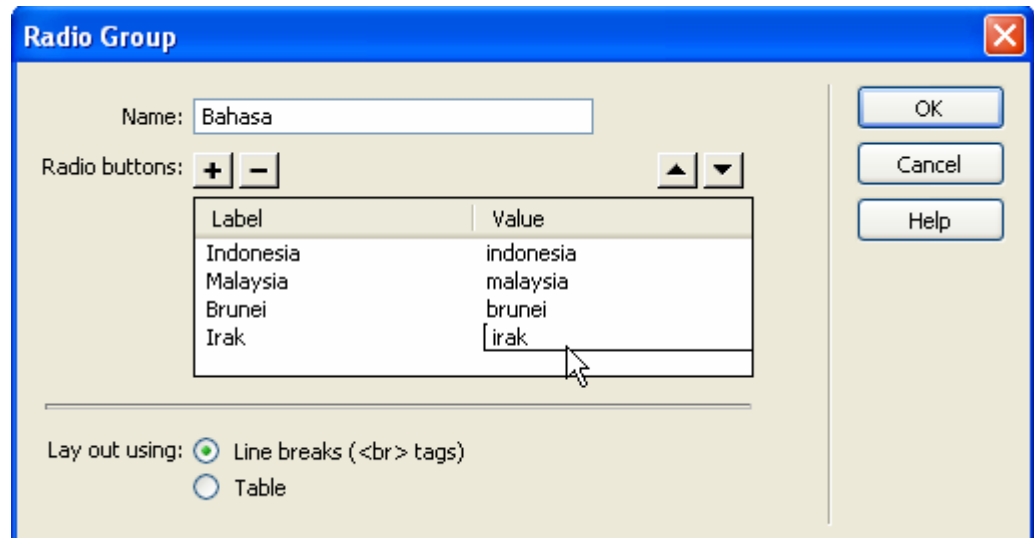 Radio Group
Name: Bahasa
OK
Radio buttons: + −
Cancel
Label Value
Help
Indonesia indonesia
Malaysia malaysia
Brunei brunei
Irak irak
Lay out using: Line breaks (<br> tags)
Table